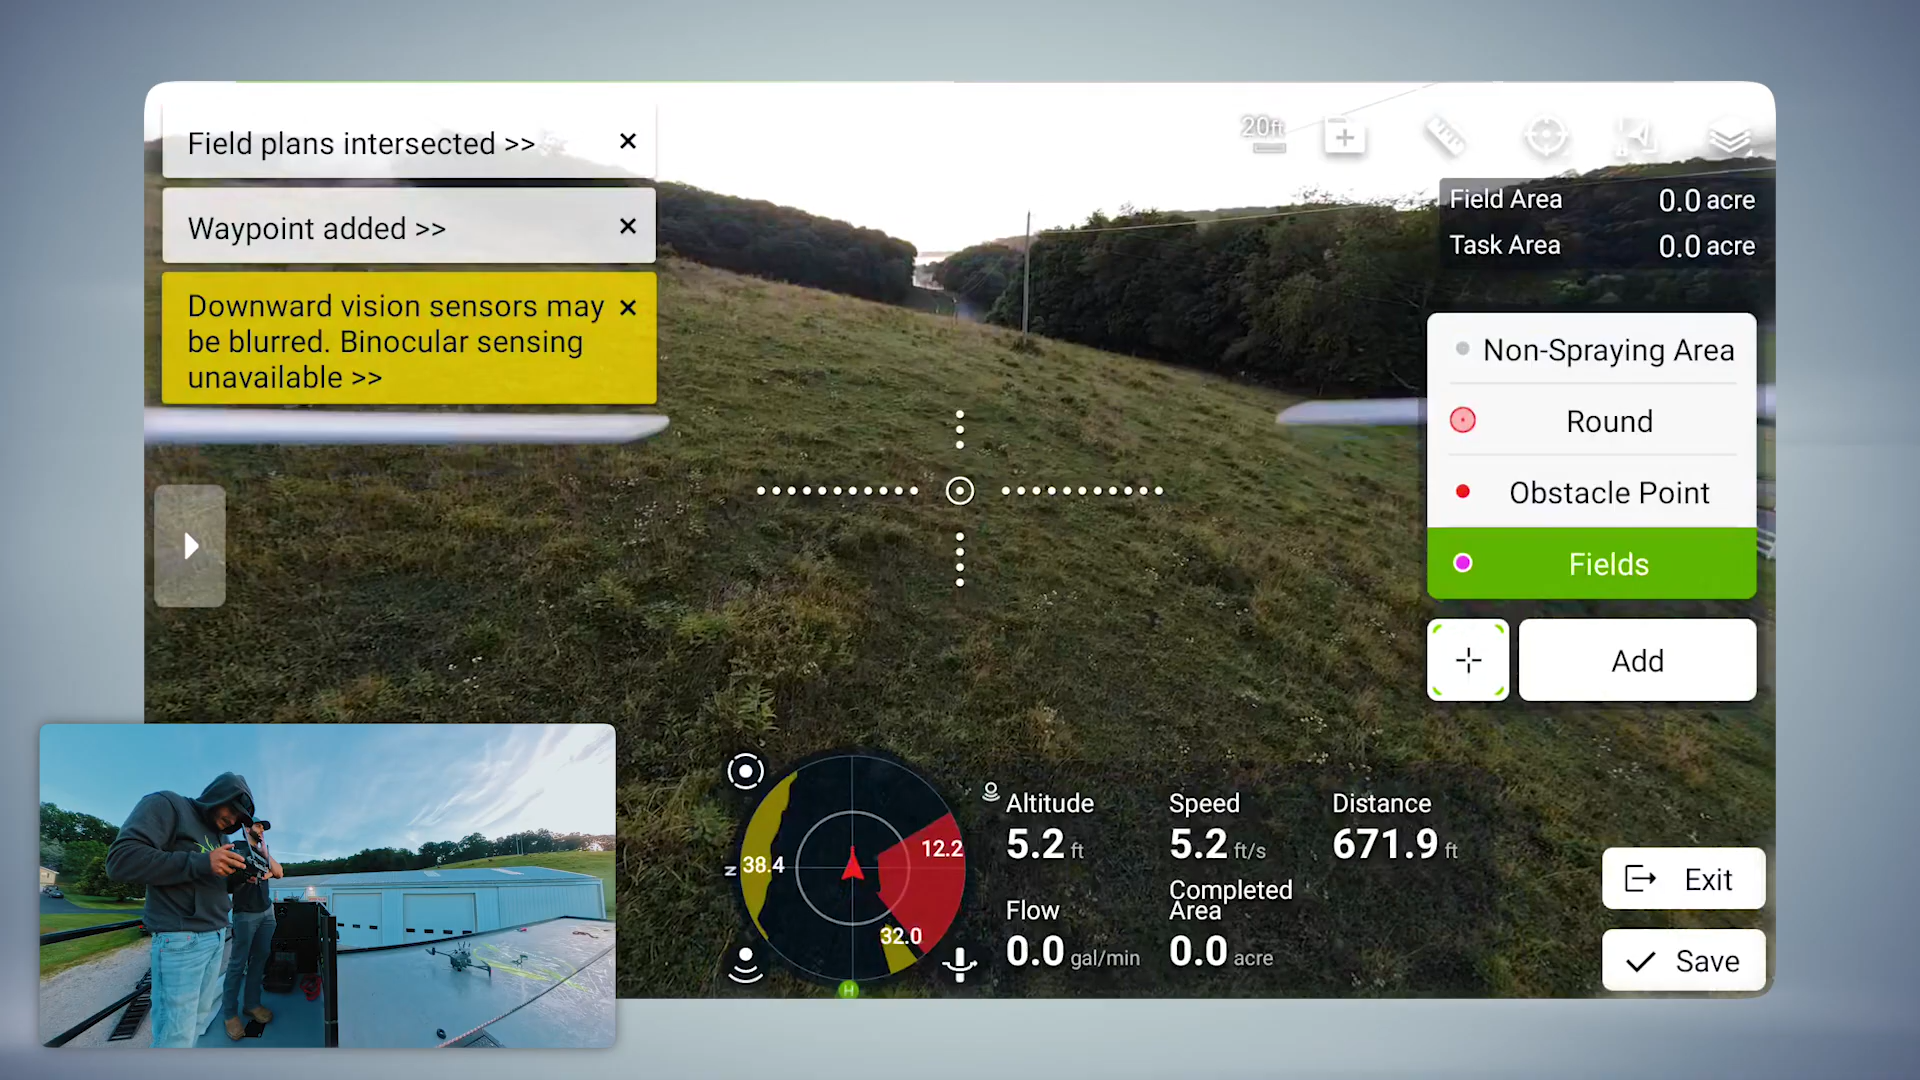 Field plans intersected >>
Waypoint added >>
Downward vision sensors may
be blurred. Binocular sensing
unavailable >>
20ft
Field Area 0.0 acre
Task Area 0.0 acre
Non-Spraying Area
Round
Obstacle Point
Fields
Add
Exit
Save
N
38.4
12.2
32.0
H
Altitude Speed Distance
5.2 ft 5.2 ft/s 671.9 ft
Flow Completed
Area
0.0 gal/min 0.0 acre